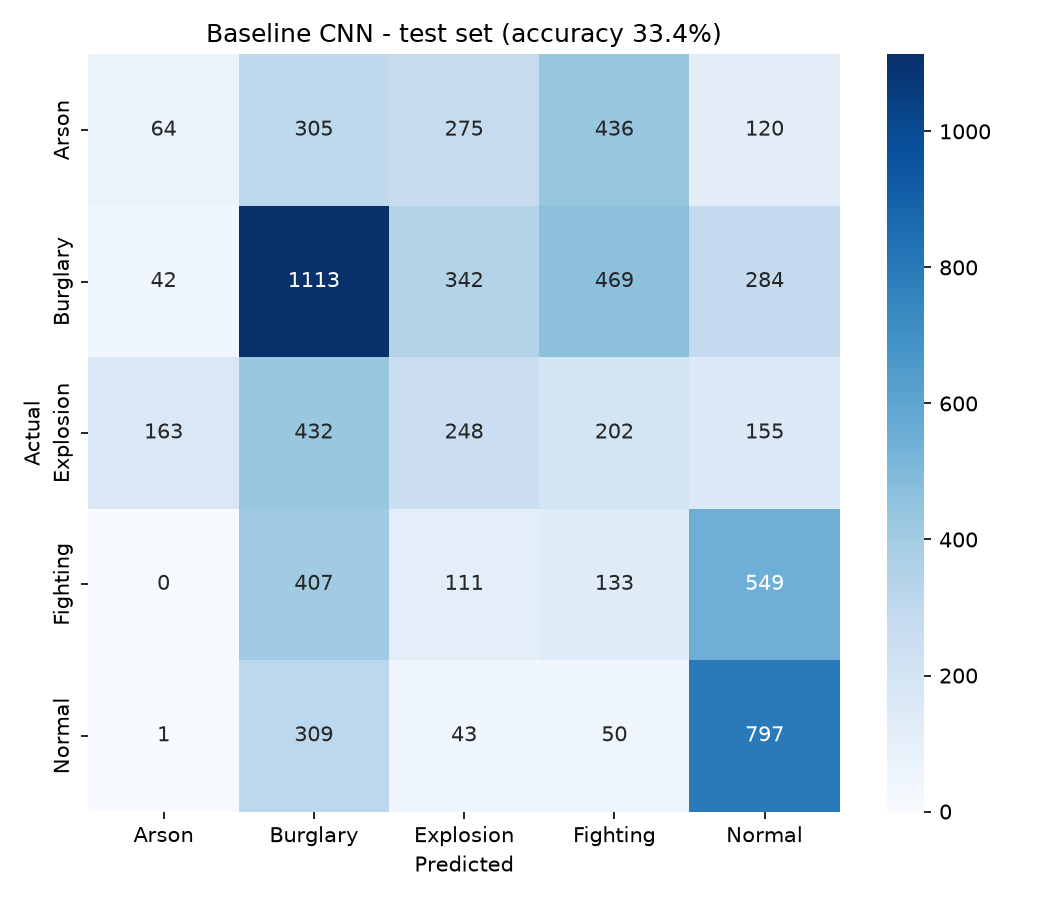 Baseline CNN - test set (accuracy 33.4%)
Arson 64 305 275 436 120
Burglary 42 1113 342 469 284
Explosion 163 432 248 202 155
Fighting 0 407 111 133 549
Normal 1 309 43 50 797
Actual
Arson Burglary Explosion Fighting Normal
Predicted
1000
800
600
400
200
0